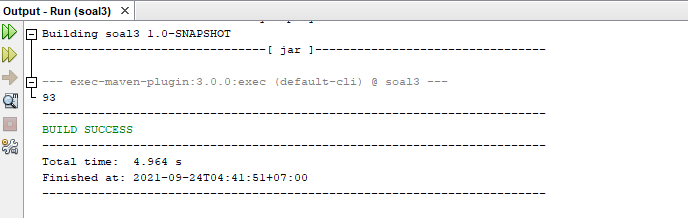 Output - Run (soal3) ×
Building soal3 1.0-SNAPSHOT
--------------------------------[ jar ]---------------------------------
--- exec-maven-plugin:3.0.0:exec (default-cli) @ soal3 ---
93
------------------------------------------------------------------------
BUILD SUCCESS
------------------------------------------------------------------------
Total time:  4.964 s
Finished at: 2021-09-24T04:41:51+07:00
------------------------------------------------------------------------